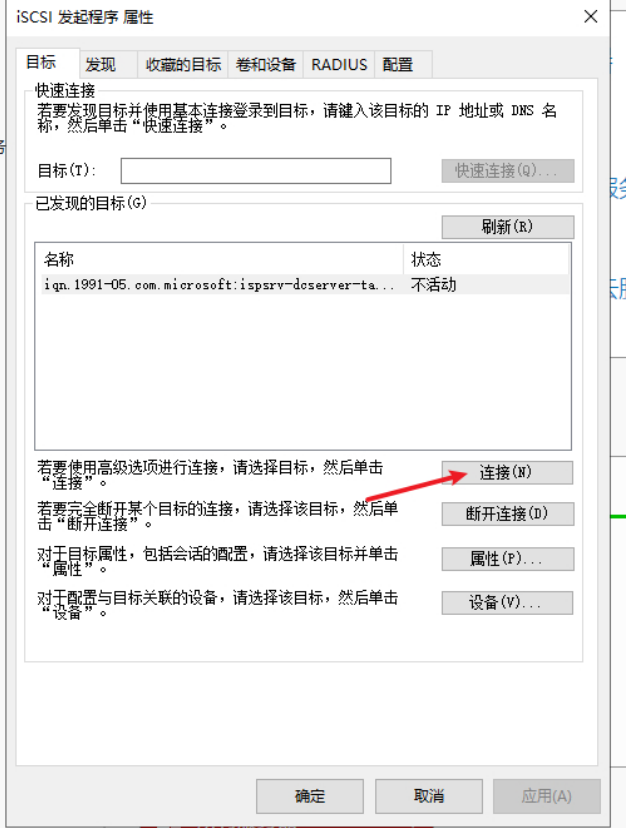 iSCSI 发起程序 属性
目标
发现
收藏的目标
卷和设备
RADIUS
配置
快速连接
若要发现目标并使用基本连接登录到目标，请键入该目标的 IP 地址或 DNS 名
称，然后单击“快速连接”。
目标(T):
快速连接(Q)...
已发现的目标(G)
刷新(R)
名称
状态
iqn.1991-05.com.microsoft:ispsrv-dcserver-ta...
不活动
若要使用高级选项进行连接，请选择目标，然后单击
“连接”。
连接(N)
若要完全断开某个目标的连接，请选择该目标，然后单
击“断开连接”。
断开连接(D)
对于目标属性，包括会话的配置，请选择该目标并单击
“属性”。
属性(P)...
对于配置与目标关联的设备，请选择该目标，然后单击
“设备”。
设备(V)...
确定
取消
应用(A)